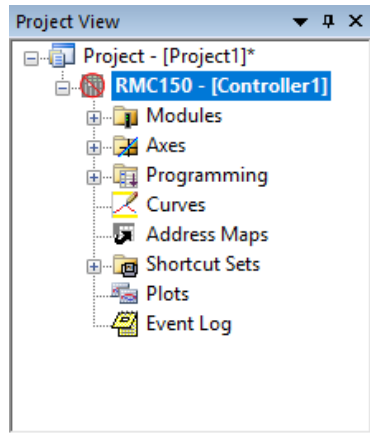 Project View
Project - [Project1]*
RMC150 - [Controller1]
Modules
Axes
Programming
Curves
Address Maps
Shortcut Sets
Plots
Event Log